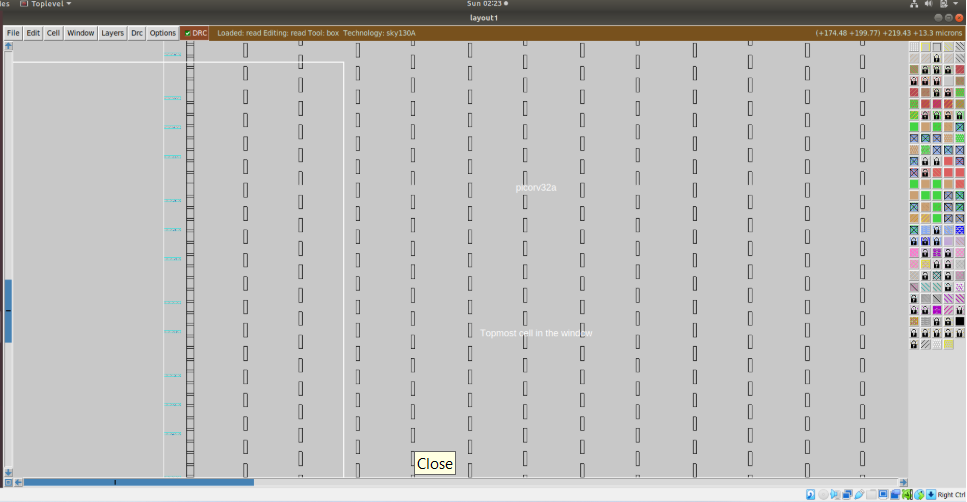 es Toplevel Sun 02:23
layout1
File Edit Cell Window Layers Drc Options DRC Loaded: read Editing: read Tool: box Technology: sky130A (+174.48 +199.77) +219.43 +13.3 microns
picorv32a
Topmost cell in the window
Close
Right Ctrl